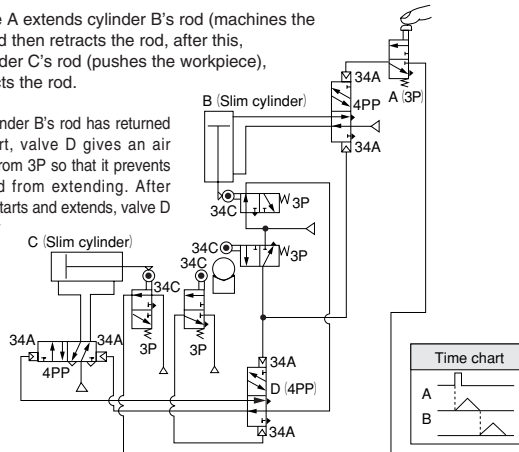 A extends cylinder B's rod (machines the
then retracts the rod, after this,
der C's rod (pushes the workpiece),
ts the rod.
nder B's rod has returned
rt, valve D gives an air
rom 3P so that it prevents
d from extending. After
tarts and extends, valve D
34A
A (3P)
B (Slim cylinder)
4PP
34A
34C
3P
34C
3P
C (Slim cylinder)
34C
34C
34A
34A
3P
3P
4PP
34A
D (4PP)
34A
Time chart
A
B